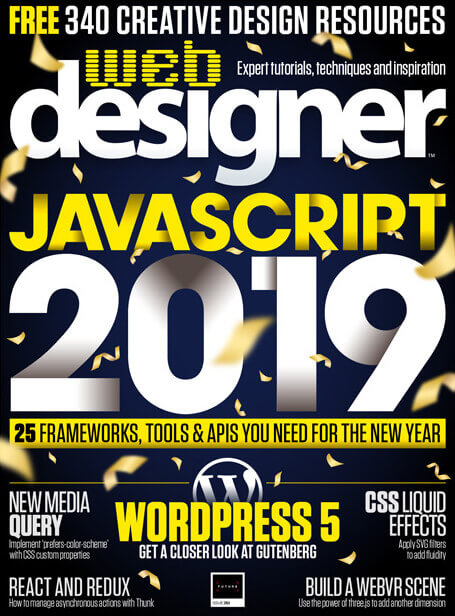 FREE 340 CREATIVE DESIGN RESOURCES
web
Expert tutorials, techniques and inspiration
designer
™
JAVASCRIPT
2019
25 FRAMEWORKS, TOOLS & APIS YOU NEED FOR THE NEW YEAR
W
NEW MEDIA
QUERY
Implement ‘prefers-color-scheme’
with CSS custom properties
WORDPRESS 5
GET A CLOSER LOOK AT GUTENBERG
CSS LIQUID
EFFECTS
Apply SVG filters
to add fluidity
REACT AND REDUX
How to manage asynchronous actions with Thunk
FUTURE
BUILD A WEBVR SCENE
Use the power of three.js to add another dimension